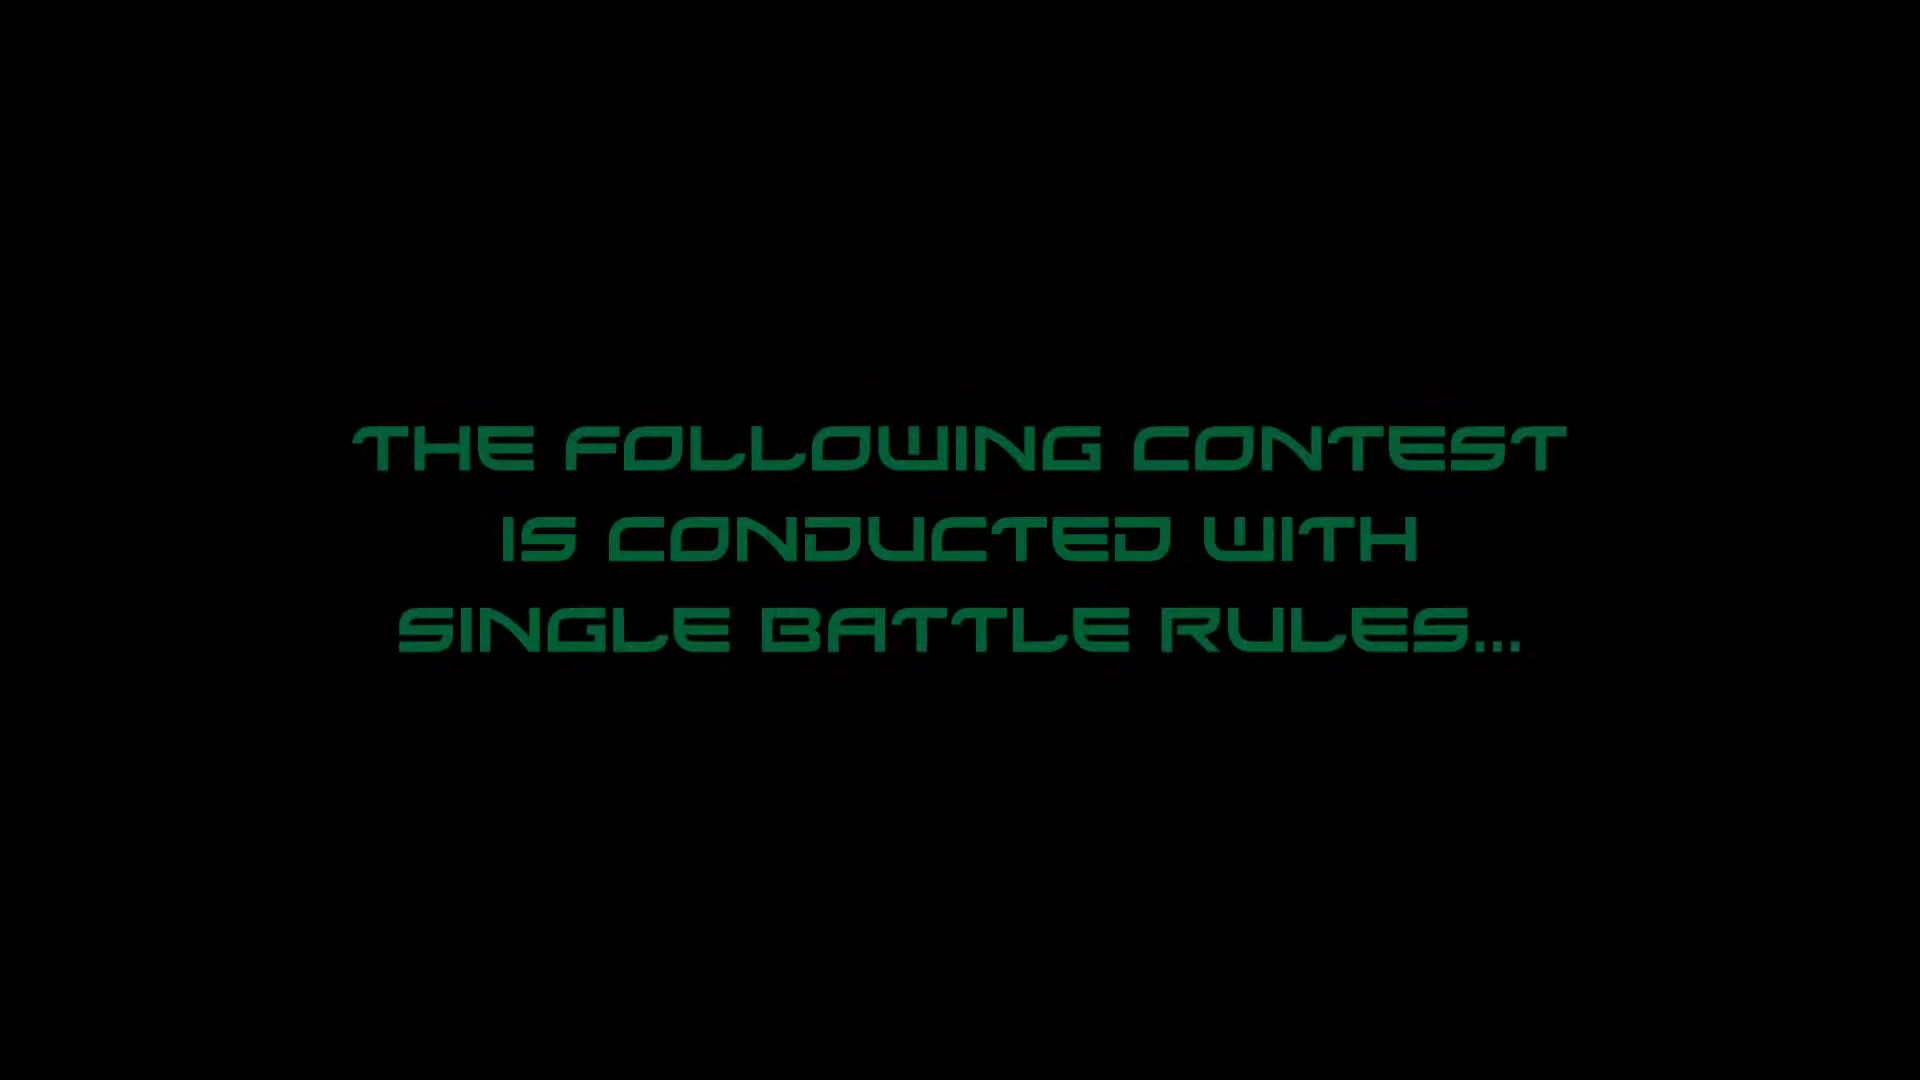 THE FOLLOWING CONTEST
IS CONDUCTED WITH
SINGLE BATTLE RULES...